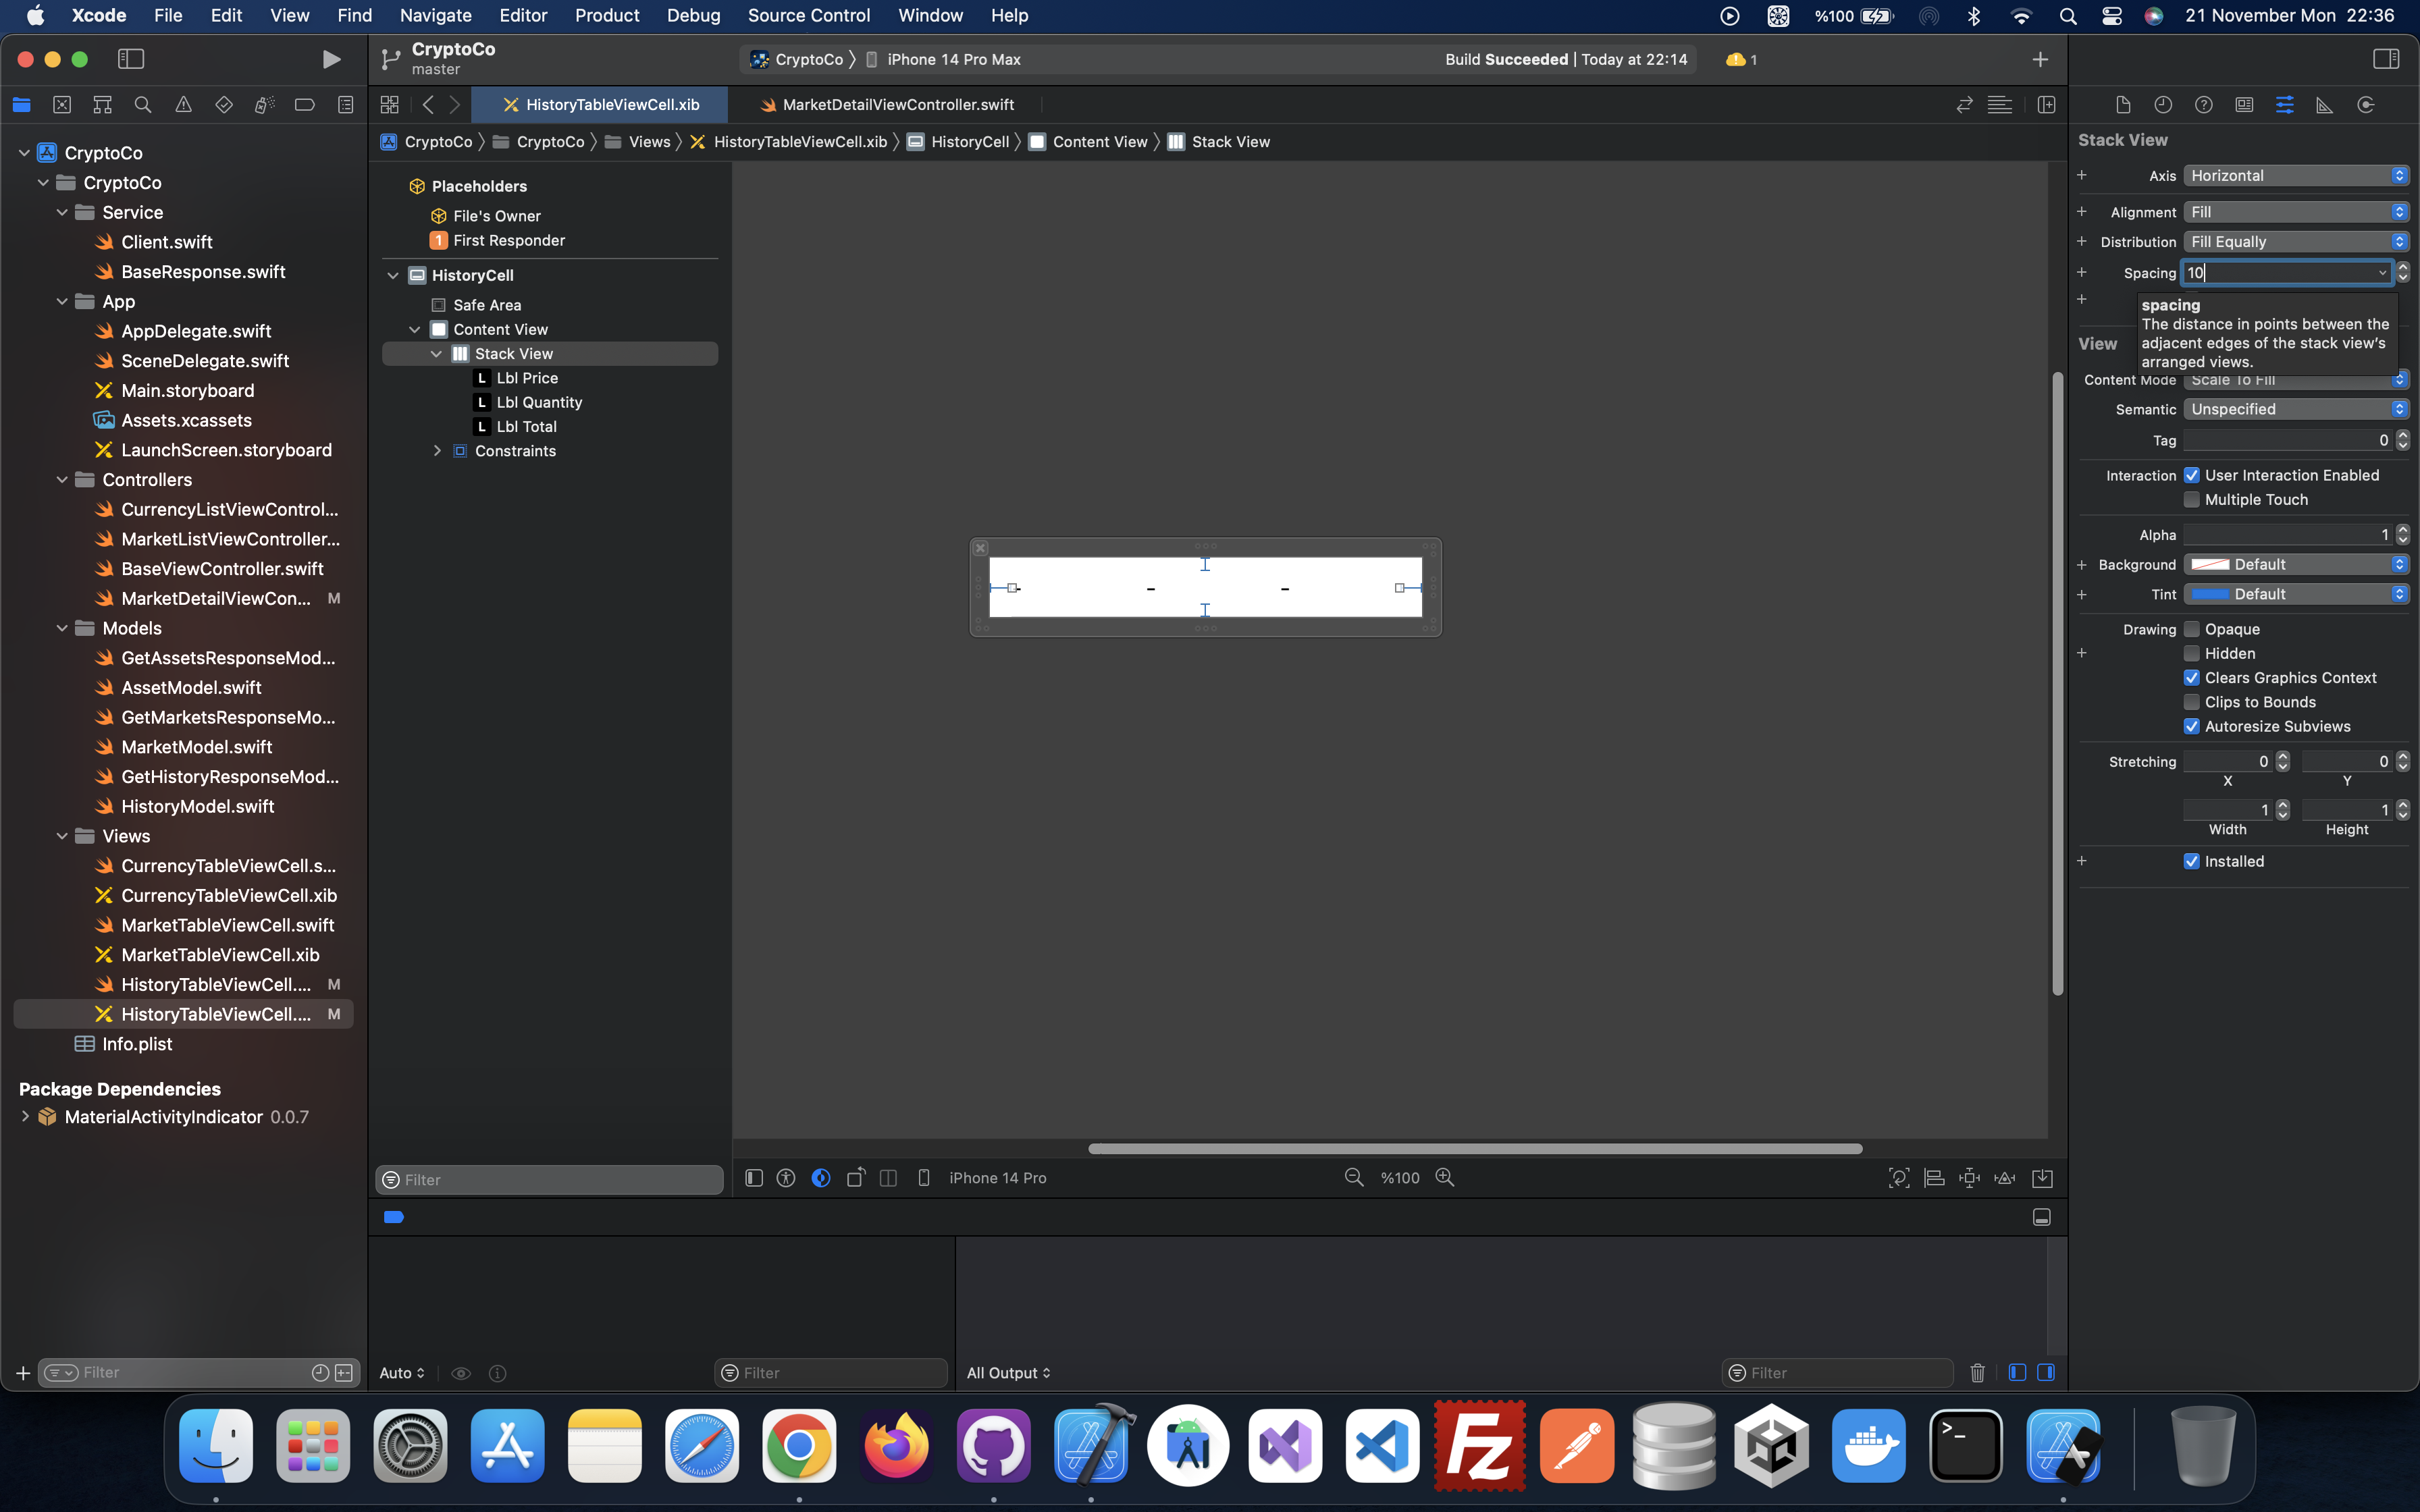 Xcode File Edit View Find Navigate Editor Product Debug Source Control Window Help %100 21 November Mon 22:36
CryptoCo
master
CryptoCo 〉 iPhone 14 Pro Max
Build Succeeded | Today at 22:14
1
HistoryTableViewCell.xib
MarketDetailViewController.swift
CryptoCo 〉 CryptoCo 〉 Views 〉 HistoryTableViewCell.xib 〉 HistoryCell 〉 Content View 〉 Stack View
CryptoCo
CryptoCo
Service
Client.swift
BaseResponse.swift
App
AppDelegate.swift
SceneDelegate.swift
Main.storyboard
Assets.xcassets
LaunchScreen.storyboard
Controllers
CurrencyListViewControl...
MarketListViewController...
BaseViewController.swift
MarketDetailViewCon... M
Models
GetAssetsResponseMod...
AssetModel.swift
GetMarketsResponseMo...
MarketModel.swift
GetHistoryResponseMod...
HistoryModel.swift
Views
CurrencyTableViewCell.s...
CurrencyTableViewCell.xib
MarketTableViewCell.swift
MarketTableViewCell.xib
HistoryTableViewCell.... M
HistoryTableViewCell.... M
Info.plist
Package Dependencies
MaterialActivityIndicator 0.0.7
Filter
Placeholders
File's Owner
1 First Responder
HistoryCell
Safe Area
Content View
Stack View
L Lbl Price
L Lbl Quantity
L Lbl Total
Constraints
Filter
- - -
iPhone 14 Pro
%100
Auto
Filter
All Output
Filter
Stack View
Axis Horizontal
Alignment Fill
Distribution Fill Equally
Spacing 10
spacing
The distance in points between the
adjacent edges of the stack view's
arranged views.
View
Content Mode Scale To Fill
Semantic Unspecified
Tag 0
Interaction User Interaction Enabled
Multiple Touch
Alpha 1
Background Default
Tint Default
Drawing Opaque
Hidden
Clears Graphics Context
Clips to Bounds
Autoresize Subviews
Stretching 0 0
X Y
1 1
Width Height
Installed
Fz
>_